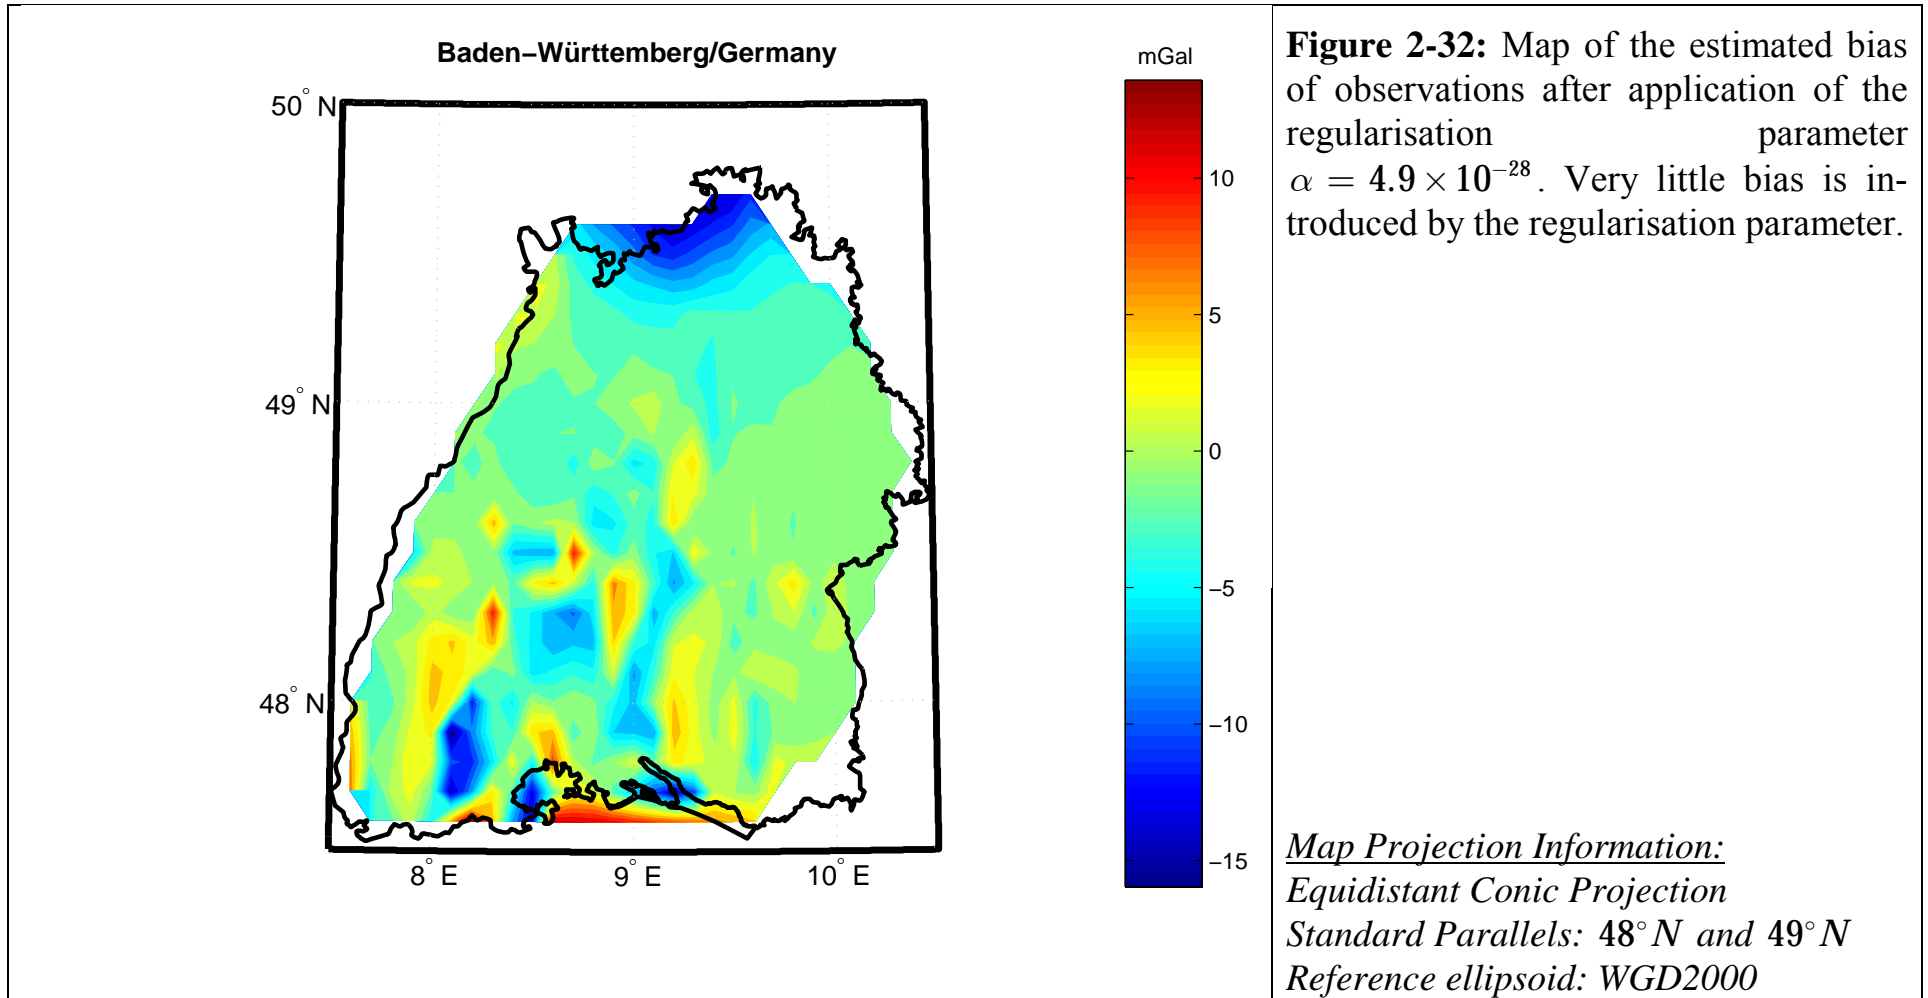 Baden–Württemberg/Germany
mGal
50° N
49° N
48° N
8° E
9° E
10° E
10
5
0
−5
−10
−15
Figure 2-32: Map of the estimated bias
of observations after application of the
regularisation parameter
α = 4.9 × 10⁻²⁸. Very little bias is in-
troduced by the regularisation parameter.
Map Projection Information:
Equidistant Conic Projection
Standard Parallels: 48° N and 49° N
Reference ellipsoid: WGD2000